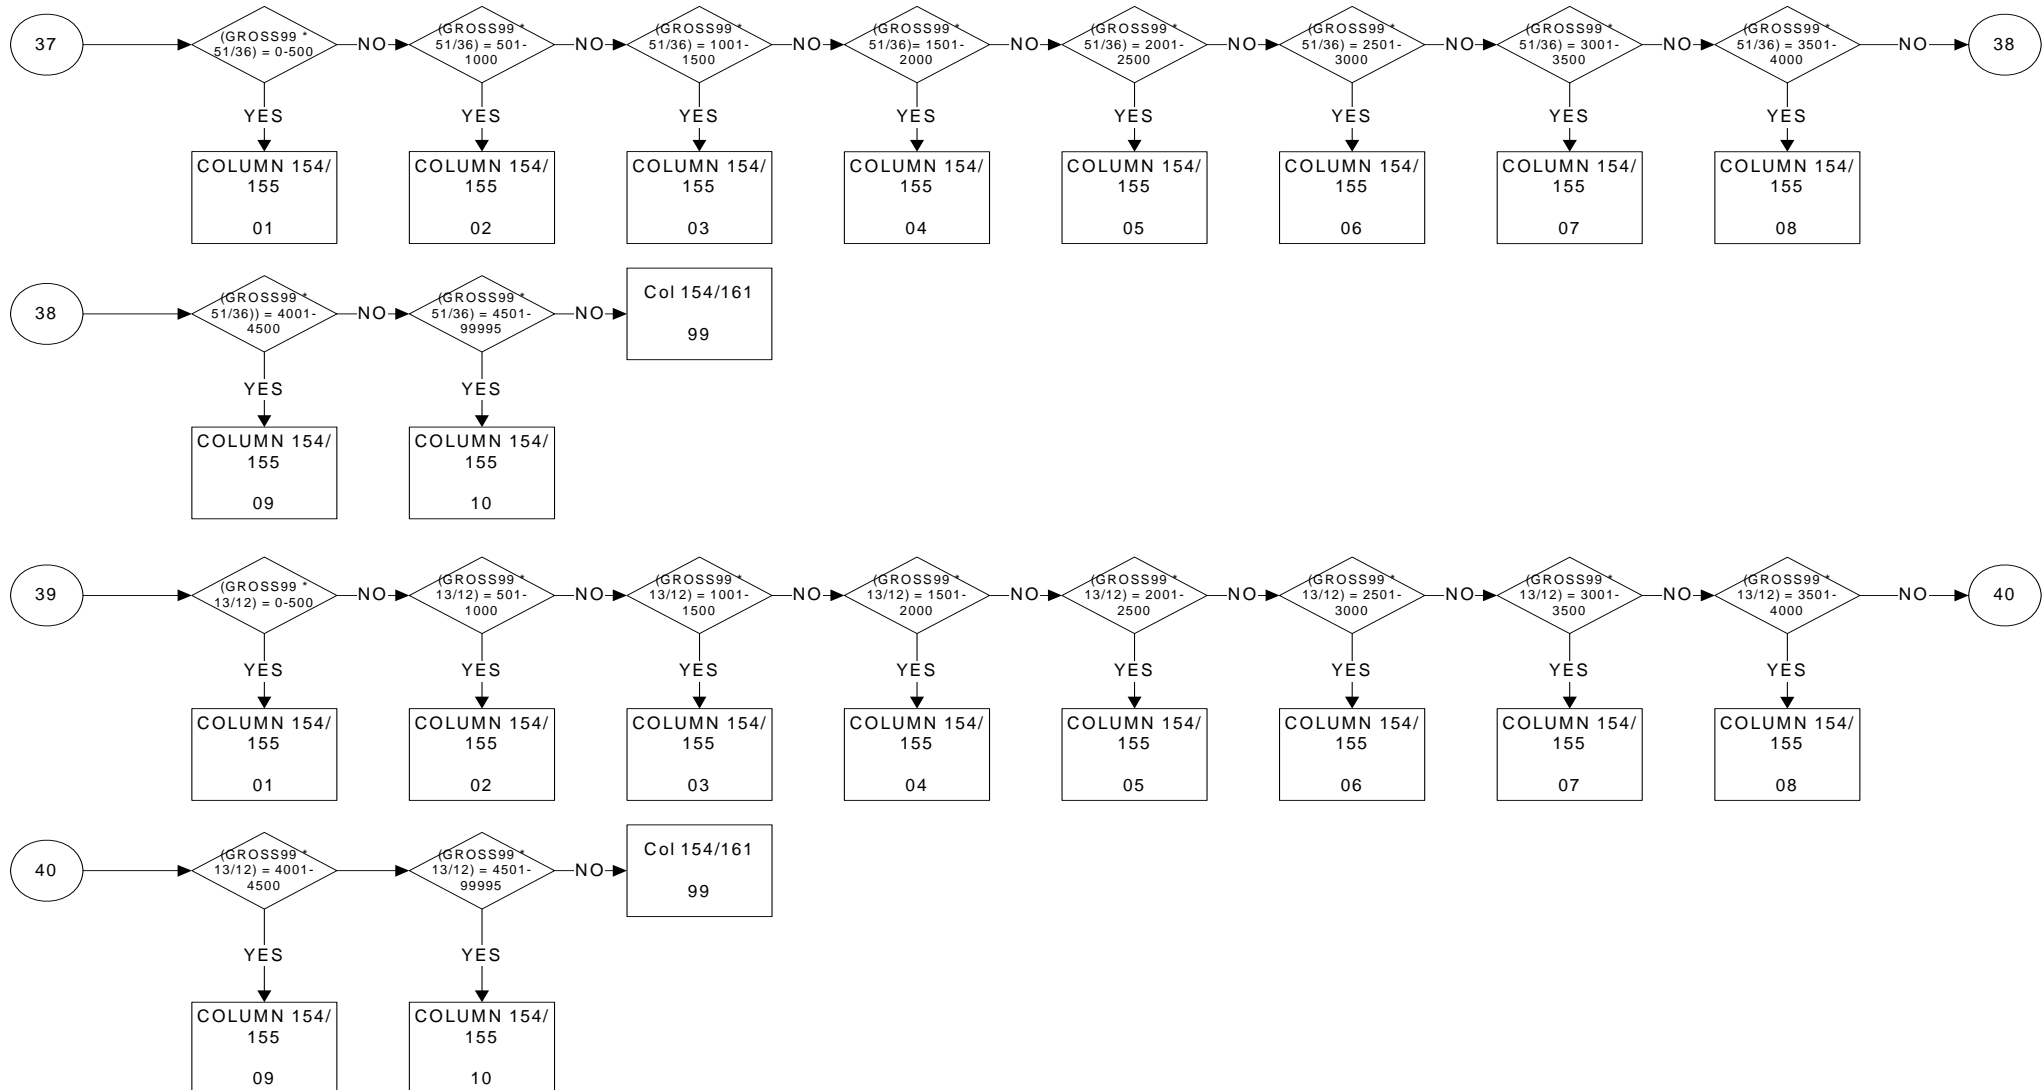 37
(GROSS99 *
51/36) = 0-500
NO
(GROSS99 *
51/36) = 501-
1000
NO
(GROSS99 *
51/36) = 1001-
1500
NO
(GROSS99 *
51/36)= 1501-
2000
NO
(GROSS99 *
51/36) = 2001-
2500
NO
(GROSS99 *
51/36) = 2501-
3000
NO
(GROSS99 *
51/36) = 3001-
3500
NO
(GROSS99 *
51/36) = 3501-
4000
NO
38
YES
YES
YES
YES
YES
YES
YES
YES
COLUMN 154/
155
01
COLUMN 154/
155
02
COLUMN 154/
155
03
COLUMN 154/
155
04
COLUMN 154/
155
05
COLUMN 154/
155
06
COLUMN 154/
155
07
COLUMN 154/
155
08
38
(GROSS99 *
51/36)) = 4001-
4500
NO
(GROSS99 *
51/36) = 4501-
99995
NO
Col 154/161
99
YES
YES
COLUMN 154/
155
09
COLUMN 154/
155
10
39
(GROSS99 *
13/12) = 0-500
NO
(GROSS99 *
13/12) = 501-
1000
NO
(GROSS99 *
13/12) = 1001-
1500
NO
(GROSS99 *
13/12) = 1501-
2000
NO
(GROSS99 *
13/12) = 2001-
2500
NO
(GROSS99 *
13/12) = 2501-
3000
NO
(GROSS99 *
13/12) = 3001-
3500
NO
(GROSS99 *
13/12) = 3501-
4000
NO
40
YES
YES
YES
YES
YES
YES
YES
YES
COLUMN 154/
155
01
COLUMN 154/
155
02
COLUMN 154/
155
03
COLUMN 154/
155
04
COLUMN 154/
155
05
COLUMN 154/
155
06
COLUMN 154/
155
07
COLUMN 154/
155
08
40
(GROSS99 *
13/12) = 4001-
4500
(GROSS99 *
13/12) = 4501-
99995
NO
Col 154/161
99
YES
YES
COLUMN 154/
155
09
COLUMN 154/
155
10